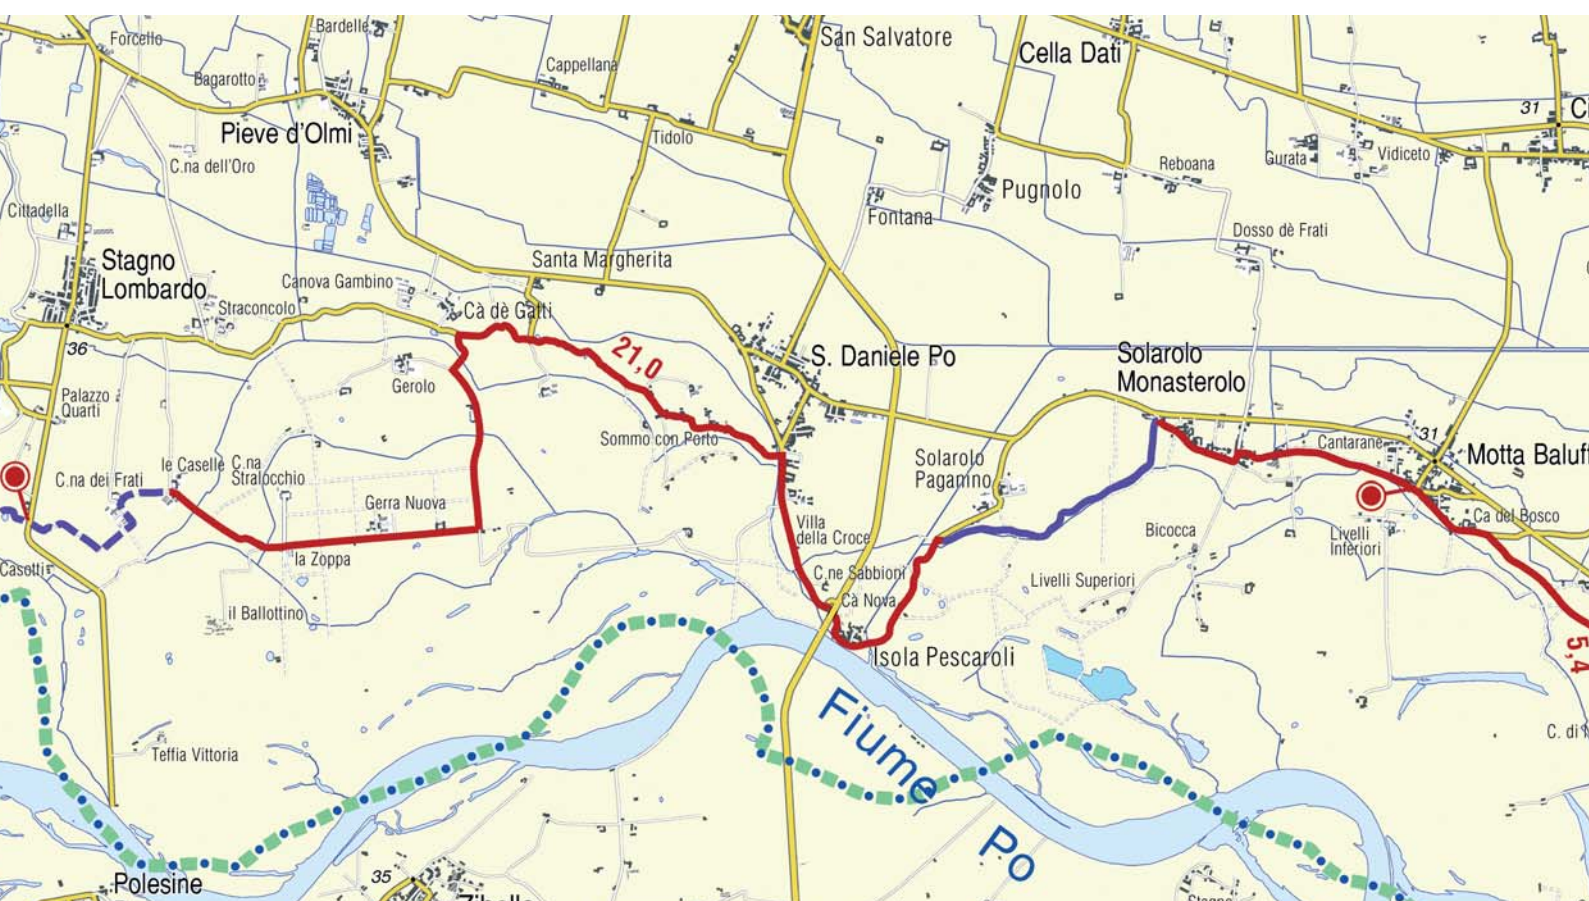 Forcello
Bardelle
San Salvatore
Cella Dati
Bagarotto
Cappellana
31
Pieve d'Olmi
Tidolo
C.na dell'Oro
Reboana
Gurata
Vidiceto
Pugnolo
Cittadella
Fontana
Dosso dè Frati
Stagno
Lombardo
Santa Margherita
Canova Gambino
Straconcolo
Cà dè Gatti
36
21,0
S. Daniele Po
Solarolo
Monasterolo
Gerolo
Palazzo
Quarti
Sommo con Porto
Cantarane
31
Motta Baluff
Solarolo
Paganino
C.na dei Frati
le Caselle
C.na
Stralocchio
Gerra Nuova
Villa
della Croce
Bicocca
Livelli
Inferiori
Ca del Bosco
la Zoppa
Casotti
C.ne Sabbioni
Livelli Superiori
Cà Nova
il Ballottino
Isola Pescaroli
5,4
Fiume
Po
Teffia Vittoria
C. di
Polesine
35